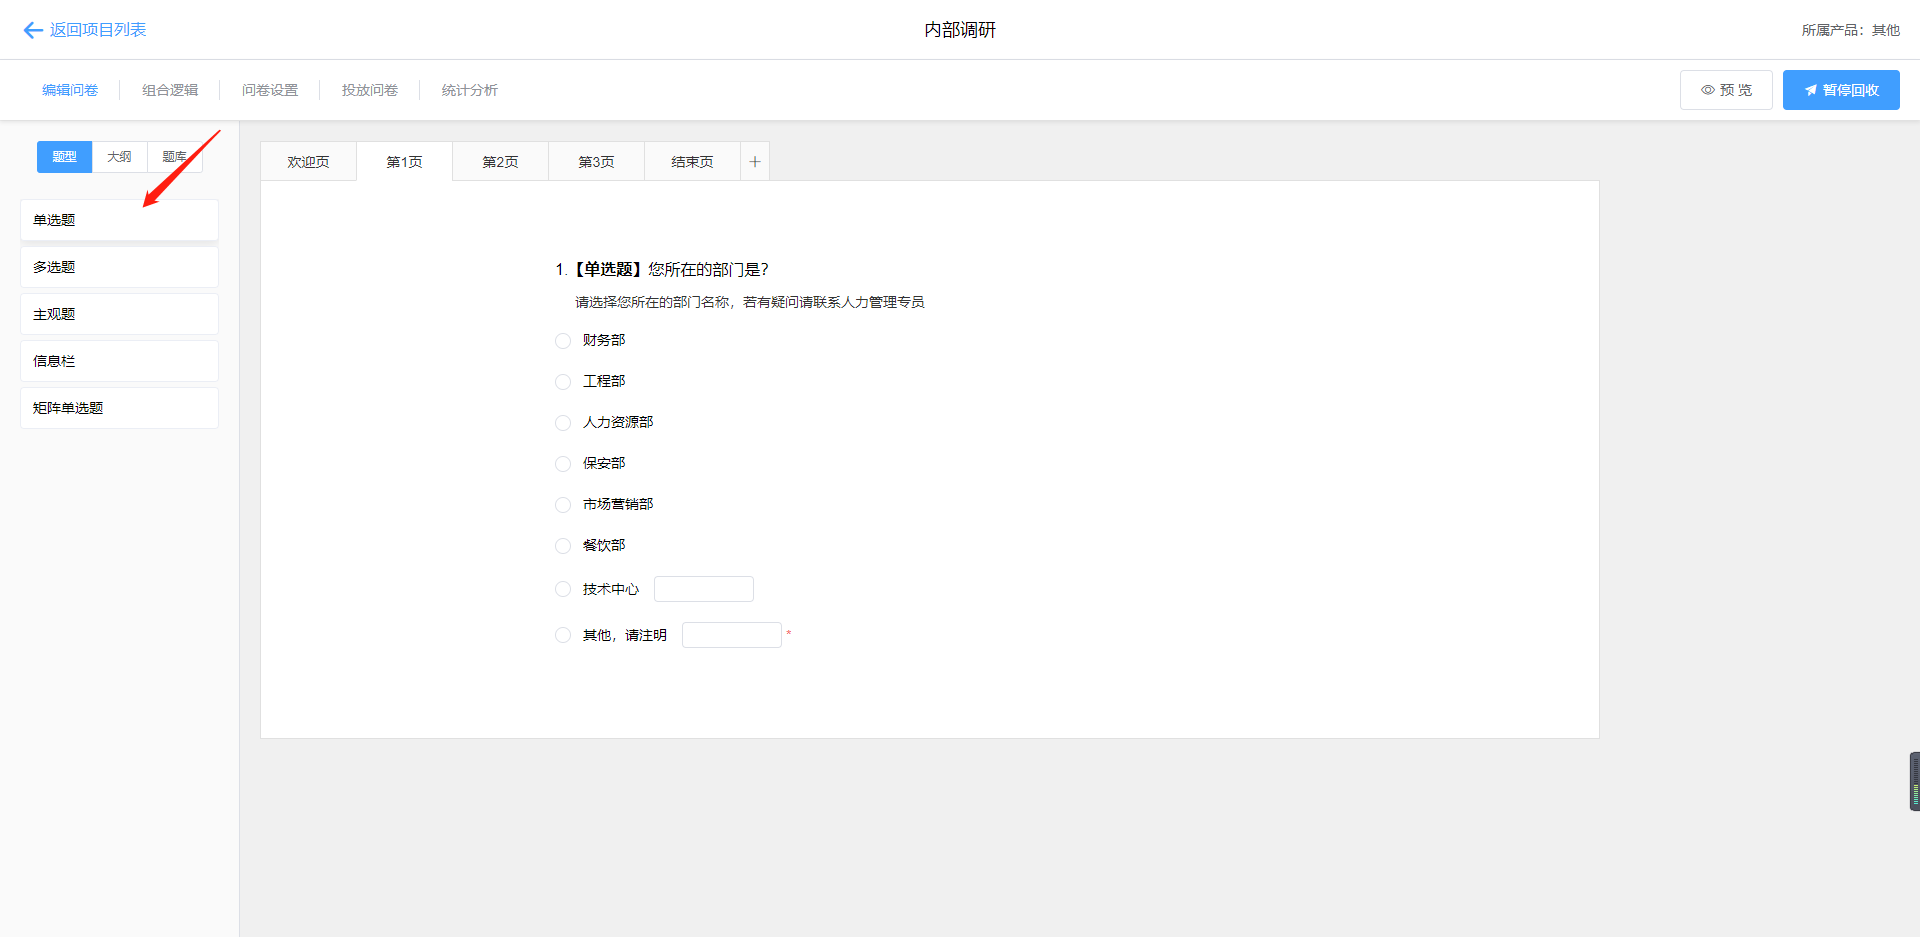 返回项目列表
内部调研
所属产品：其他
编辑问卷
组合逻辑
问卷设置
投放问卷
统计分析
预 览
暂停回收
题型
大纲
题库
单选题
多选题
主观题
信息栏
矩阵单选题
欢迎页
第1页
第2页
第3页
结束页
1.【单选题】您所在的部门是？
请选择您所在的部门名称，若有疑问请联系人力管理专员
财务部
工程部
人力资源部
保安部
市场营销部
餐饮部
技术中心
其他，请注明 *